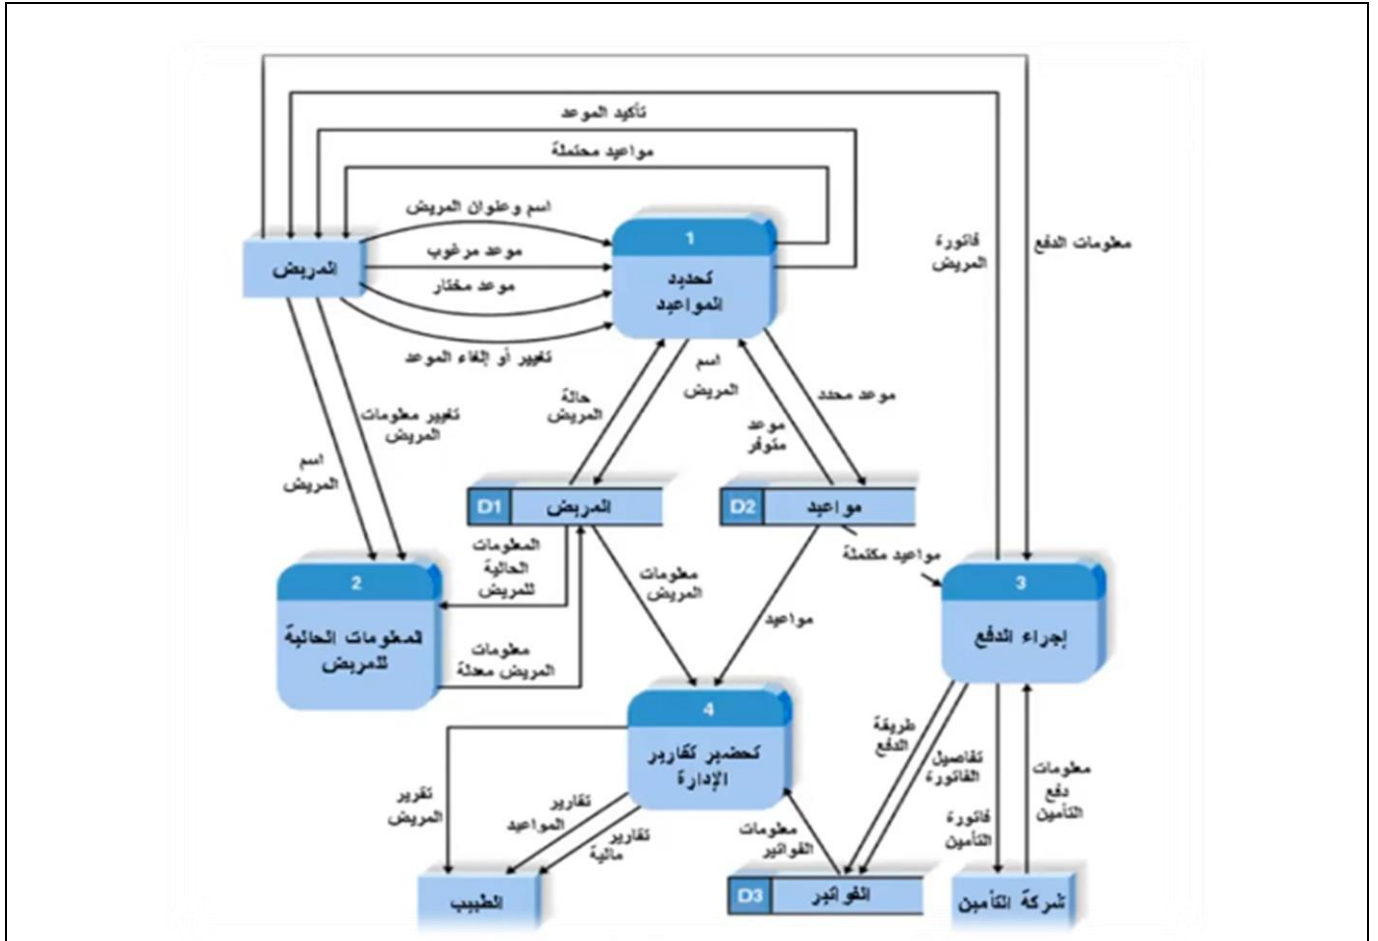 تأكيد الموعد
مواعيد محتملة
اسم وعنوان المريض
موعد مرغوب
موعد مختار
تغيير أو إلغاء الموعد
المريض
1
تحديد
المواعيد
فاتورة
المريض
معلومات الدفع
حالة
المريض
اسم
المريض
موعد
متوفر
موعد محدد
تغيير معلومات
المريض
اسم
المريض
D1
المريض
D2
مواعيد
مواعيد مكتملة
المعلومات
الحالية
للمريض
معلومات
المريض
مواعيد
2
المعلومات الحالية
للمريض
3
إجراء الدفع
معلومات
المريض معدلة
4
تحضير تقارير
الإدارة
طريقة
الدفع
تفاصيل
الفاتورة
معلومات
دفع
التأمين
فاتورة
التأمين
تقرير
المريض
تقارير
المواعيد
تقارير
مالية
معلومات
الفواتير
الطبيب
D3
الفواتير
شركة التأمين